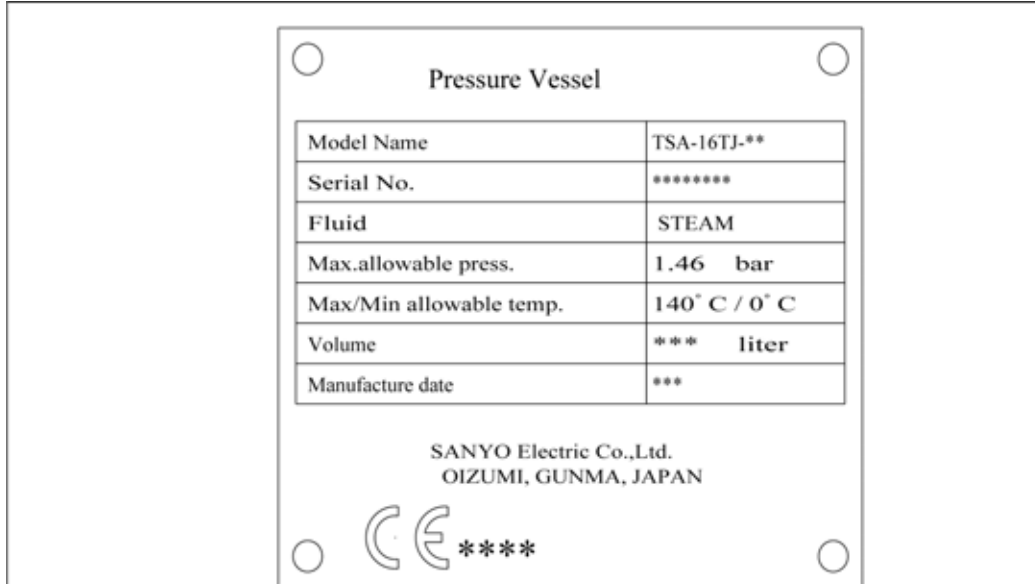 Pressure Vessel
Model Name TSA-16TJ-**
Serial No. ********
Fluid STEAM
Max.allowable press. 1.46 bar
Max/Min allowable temp. 140° C / 0° C
Volume *** liter
Manufacture date ***
SANYO Electric Co.,Ltd.
OIZUMI, GUNMA, JAPAN
CE ****